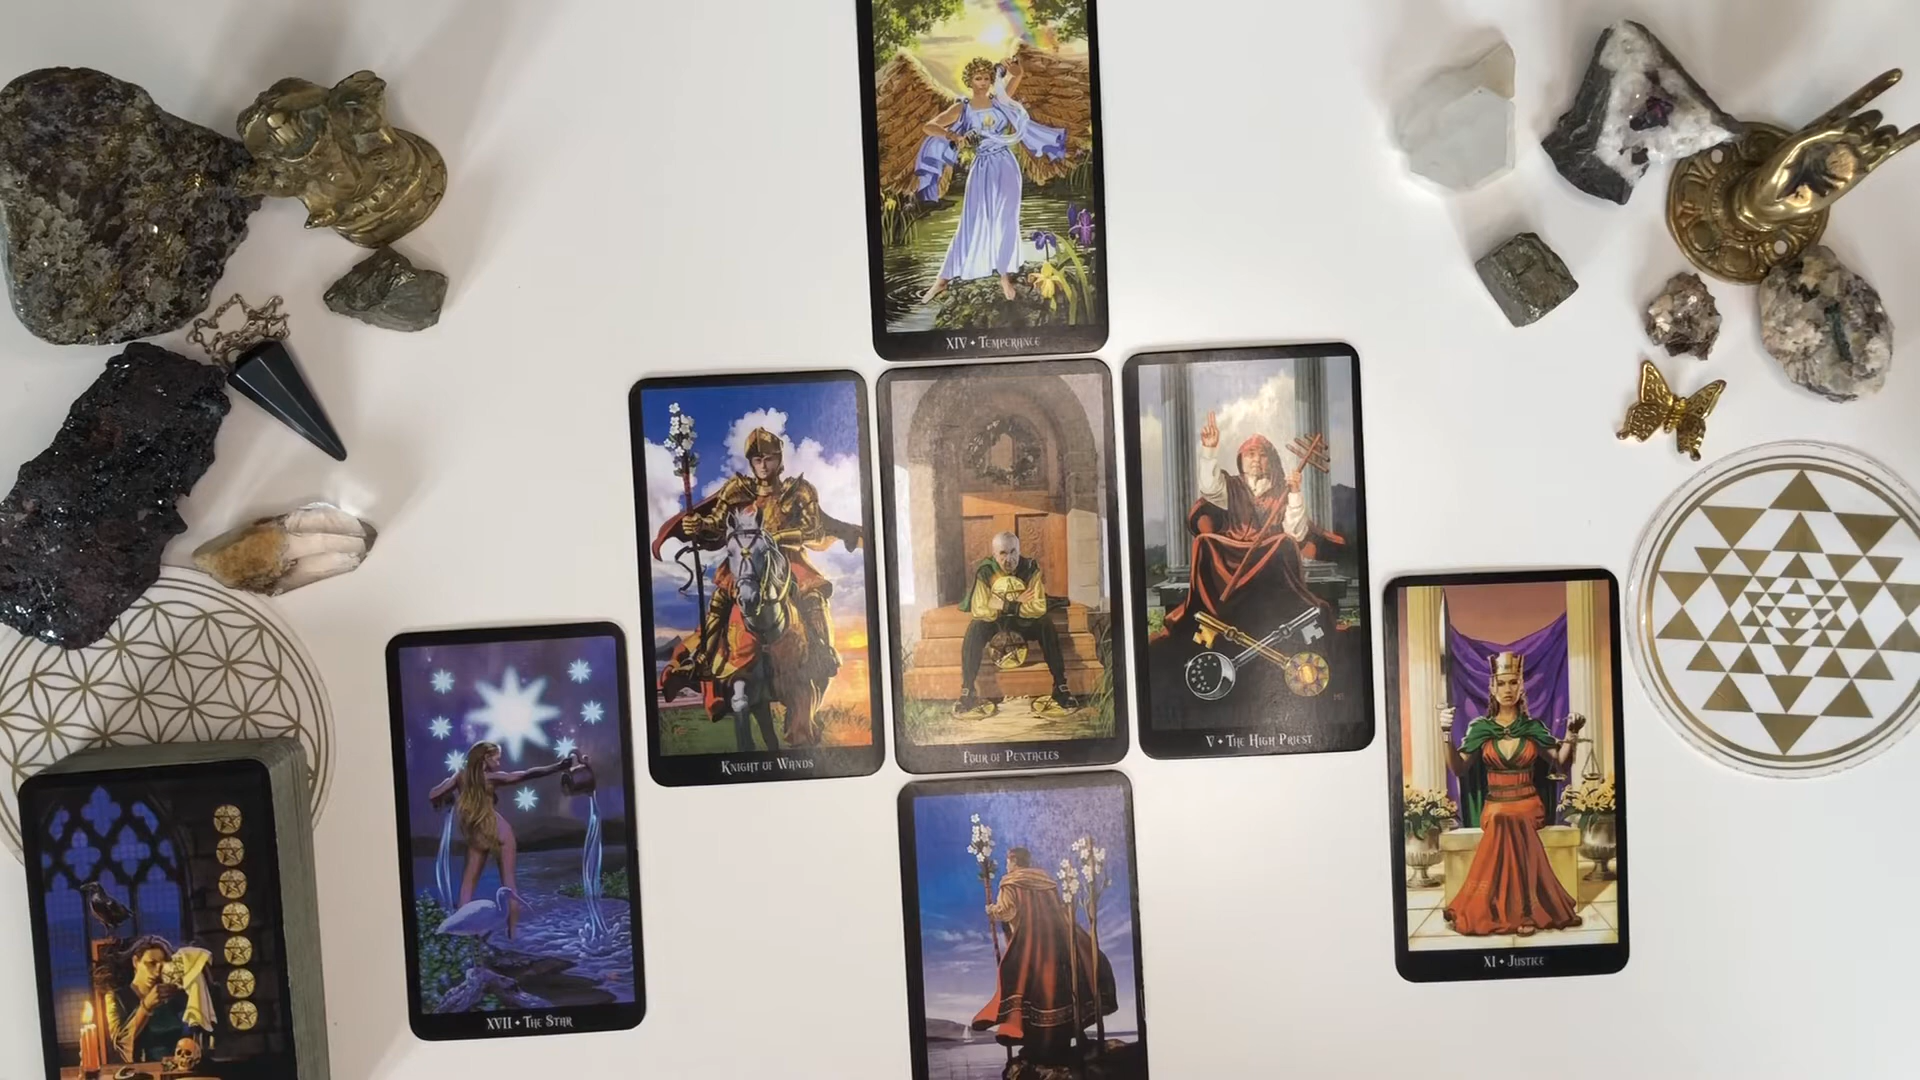 XIV • TEMPERANCE
KNIGHT OF WANDS
FOUR OF PENTACLES
V • THE HIGH PRIEST
XVII • THE STAR
XI • JUSTICE